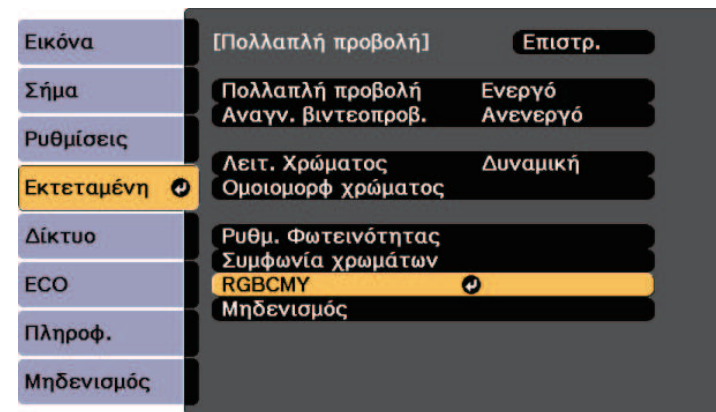 Εικόνα
Σήμα
Ρυθμίσεις
Εκτεταμένη
Δίκτυο
ECO
Πληροφ.
Μηδενισμός
[Πολλαπλή προβολή] Επιστρ.
Πολλαπλή προβολή Ενεργό
Αναγν. βιντεοπροβ. Ανενεργό
Λειτ. Χρώματος Δυναμική
Ομοιομορφ χρώματος
Ρυθμ. Φωτεινότητας
Συμφωνία χρωμάτων
RGBCMY
Μηδενισμός